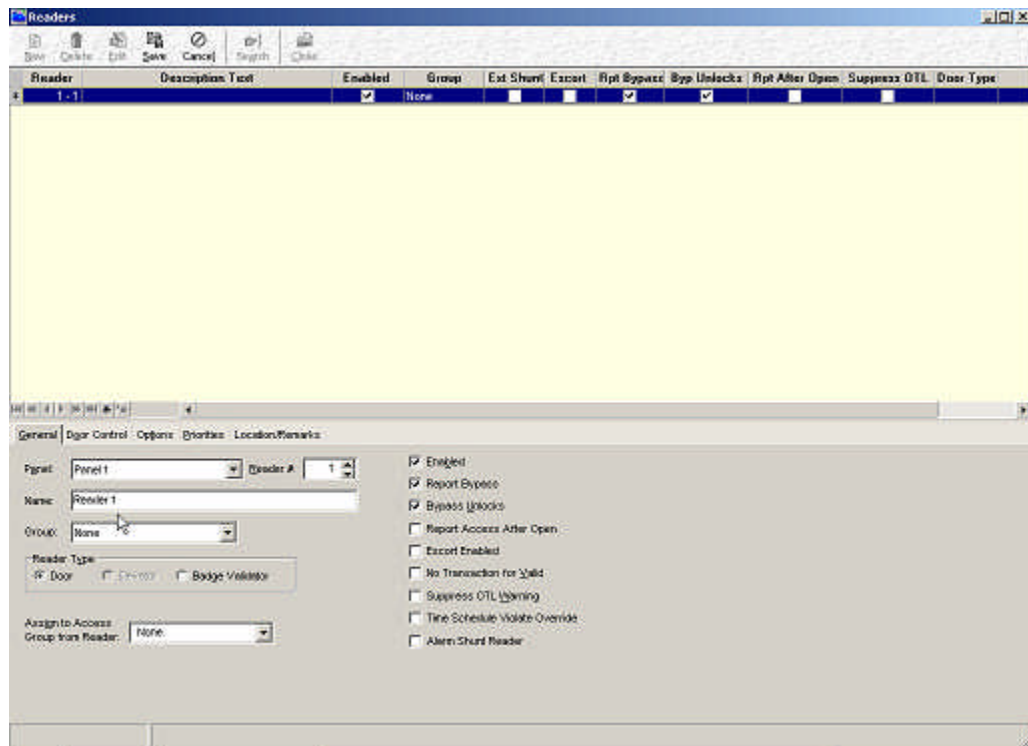 Readers
New Delete Edit Save Cancel Search Close
Reader Description Text Enabled Group Ext Shunt Escort Rpt Bypass Byp Unlocks Rpt After Open Suppress OTL Door Type
1 - 1 None
General Door Control Options Priorities Location/Remarks
Panel: Panel 1 Reader # 1
Name: Reader 1
Group: None
Reader Type
Door Elevator Badge Validator
Assign to Access
Group from Reader: None
Enabled
Report Bypass
Bypass Unlocks
Report Access After Open
Escort Enabled
No Transaction for Valid
Suppress OTL Warning
Time Schedule Violate Override
Alarm Shunt Reader